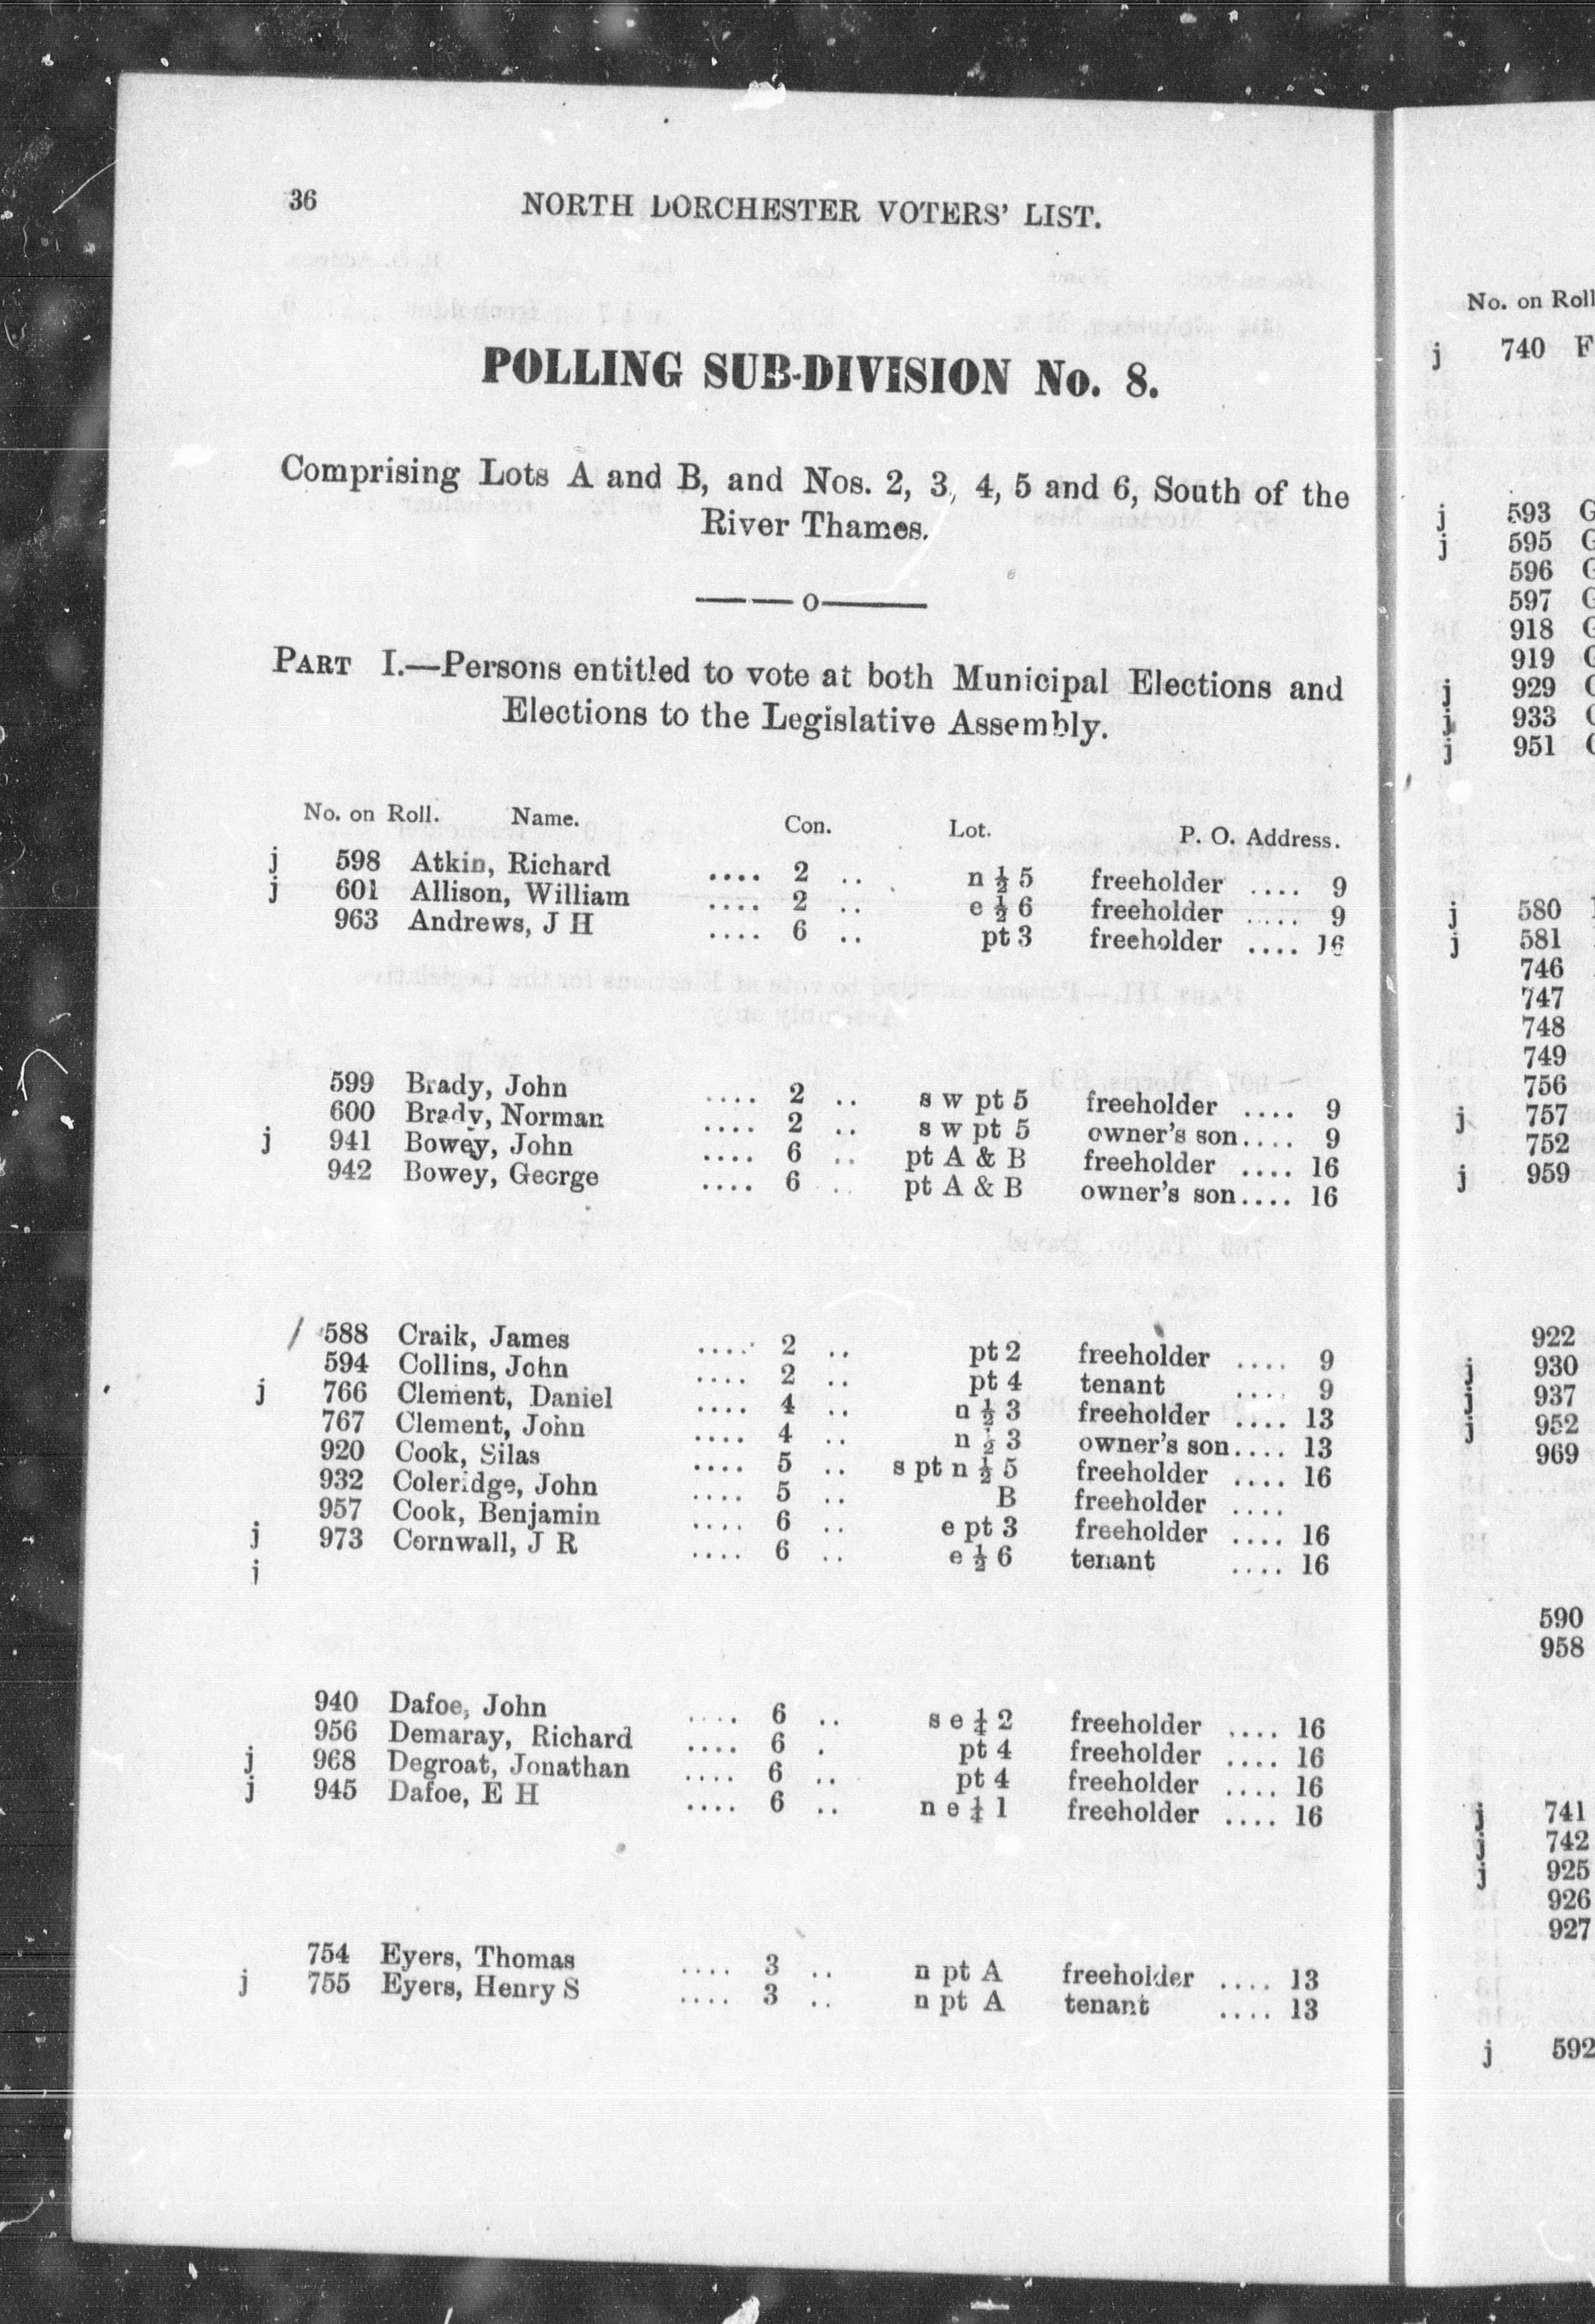 36 NORTH DORCHESTER VOTERS' LIST.
POLLING SUB-DIVISION No. 8.
Comprising Lots A and B, and Nos. 2, 3, 4, 5 and 6, South of the
River Thames.
———o———
PART I.—Persons entitled to vote at both Municipal Elections and
Elections to the Legislative Assembly.
No. on Roll. Name. Con. Lot. P. O. Address.
j 598 Atkin, Richard .... 2 .. n ½ 5 freeholder .... 9
j 601 Allison, William .... 2 .. e ½ 6 freeholder .... 9
963 Andrews, J H .... 6 .. pt 3 freeholder .... 16
599 Brady, John .... 2 .. s w pt 5 freeholder .... 9
600 Brady, Norman .... 2 .. s w pt 5 owner's son.... 9
j 941 Bowey, John .... 6 .. pt A & B freeholder .... 16
942 Bowey, George .... 6 .. pt A & B owner's son.... 16
/ 588 Craik, James .... 2 .. pt 2 freeholder .... 9
594 Collins, John .... 2 .. pt 4 tenant .... 9
j 766 Clement, Daniel .... 4 .. n ½ 3 freeholder .... 13
767 Clement, John .... 4 .. n ½ 3 owner's son.... 13
920 Cook, Silas .... 5 .. s pt n ½ 5 freeholder .... 16
932 Coleridge, John .... 5 .. B freeholder ....
957 Cook, Benjamin .... 6 .. e pt 3 freeholder .... 16
j 973 Cornwall, J R .... 6 .. e ½ 6 tenant .... 16
j
940 Dafoe, John .... 6 .. s e ¼ 2 freeholder .... 16
956 Demaray, Richard .... 6 . pt 4 freeholder .... 16
j 968 Degroat, Jonathan .... 6 .. pt 4 freeholder .... 16
j 945 Dafoe, E H .... 6 .. n e ¼ 1 freeholder .... 16
754 Eyers, Thomas .... 3 .. n pt A freeholder .... 13
j 755 Eyers, Henry S .... 3 .. n pt A tenant .... 13
No. on Roll
j 740 F
j 593 G
j 595 G
596 G
597 G
918 G
919 G
j 929
j 933
j 951
j 580
j 581
746
747
748
749
756
j 757
752
j 959
922
j 930
j 937
j 952
969
590
958
j 741
j 742
j 925
926
927
j 592